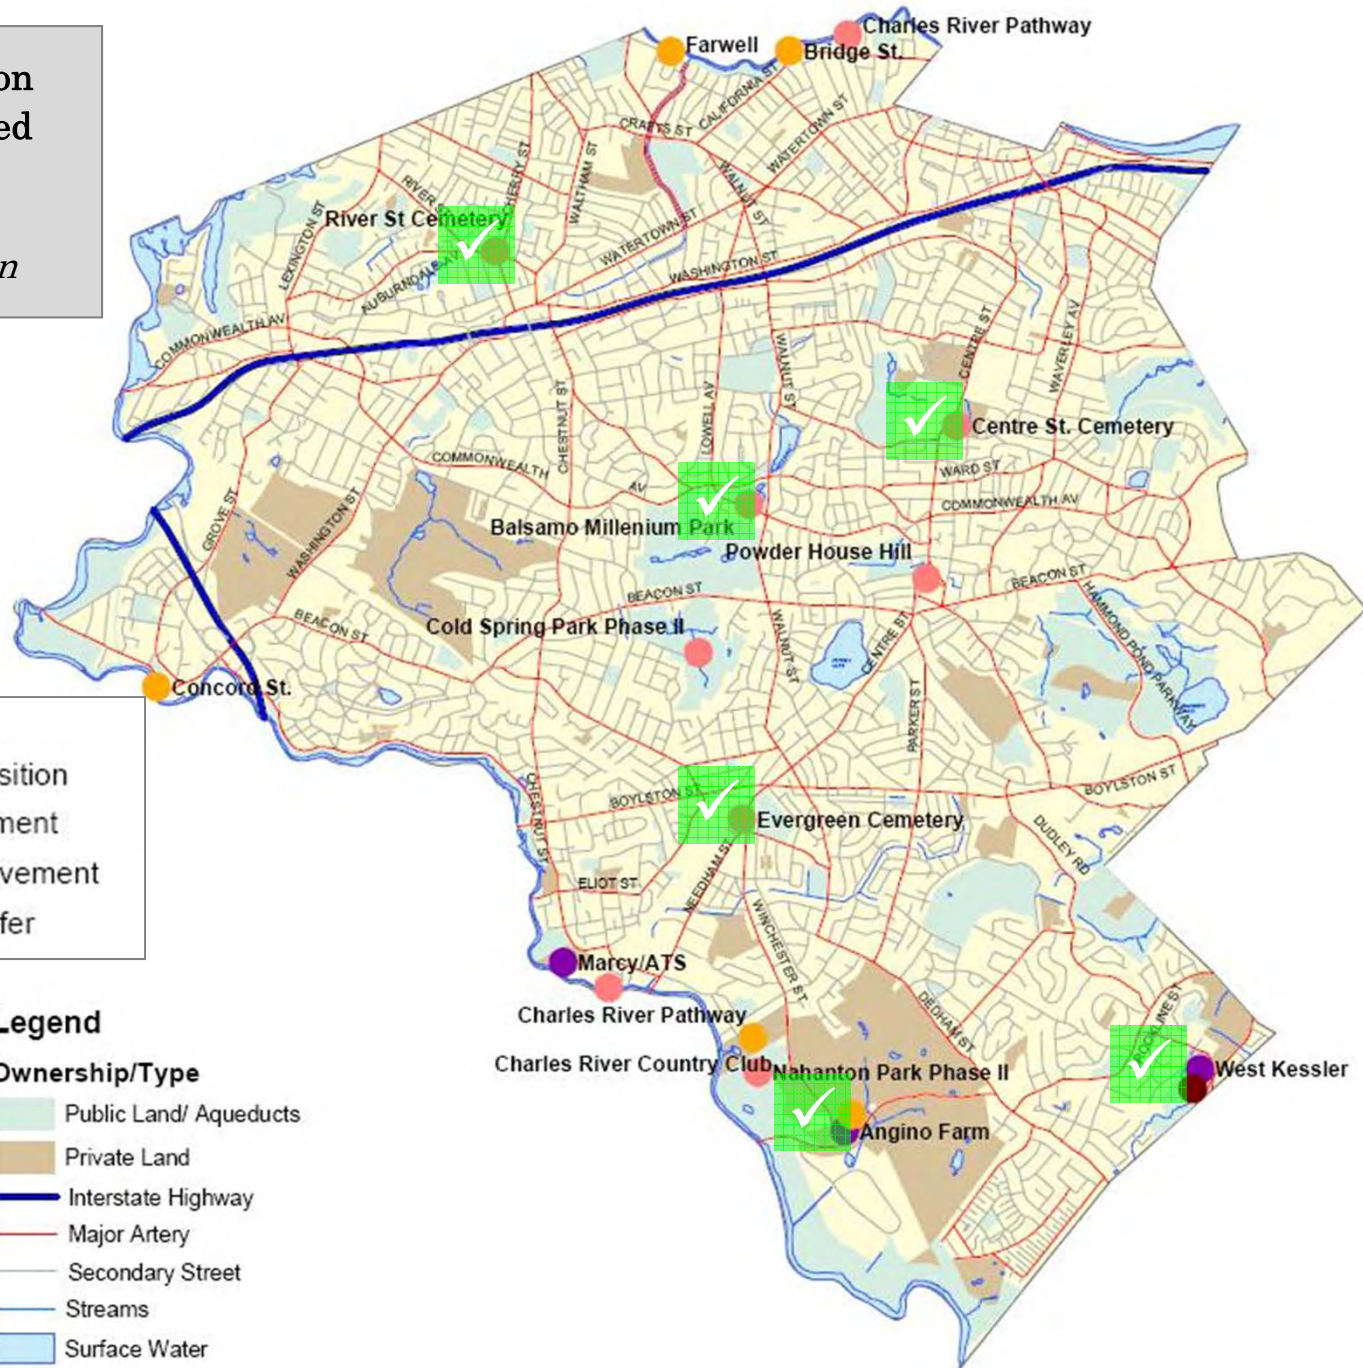 on
ed
n
Charles River Pathway
Farwell
Bridge St.
CALIFORNIA ST
CRAFTS ST
WATERTOWN ST
WALNUT ST
WALTHAM ST
CHERRY ST
RIVER S
River St Cemetery
LEXINGTON ST
WATERTOWN ST
WASHINGTON ST
AUBURNDALE AV
COMMONWEALTH AV
CENTRE ST
WAVERLEY AV
WALNUT ST
LOWELL AV
CHESTNUT ST
Centre St. Cemetery
COMMONWEALTH
AV
WARD ST
COMMONWEALTH AV
GROVE ST
WASHINGTON ST
Balsamo Millenium Park
Powder House Hill
BEACON ST
BEACON ST
HAMMOND POND PARKWAY
BEACON ST
Cold Spring Park Phase II
WALNUT ST
CENTRE ST
Concord St.
PARKER ST
sition
ment
vement
fer
CHESTNUT ST
BOYLSTON ST
BOYLSTON ST
Evergreen Cemetery
DUDLEY RD
ELIOT ST
NEEDHAM ST
WINCHESTER ST
Marcy/ATS
Charles River Pathway
DEDHAM ST
BROOKLINE ST
Charles River Country Club
Nahanton Park Phase II
West Kessler
Angino Farm
Legend
Ownership/Type
Public Land/ Aqueducts
Private Land
Interstate Highway
Major Artery
Secondary Street
Streams
Surface Water